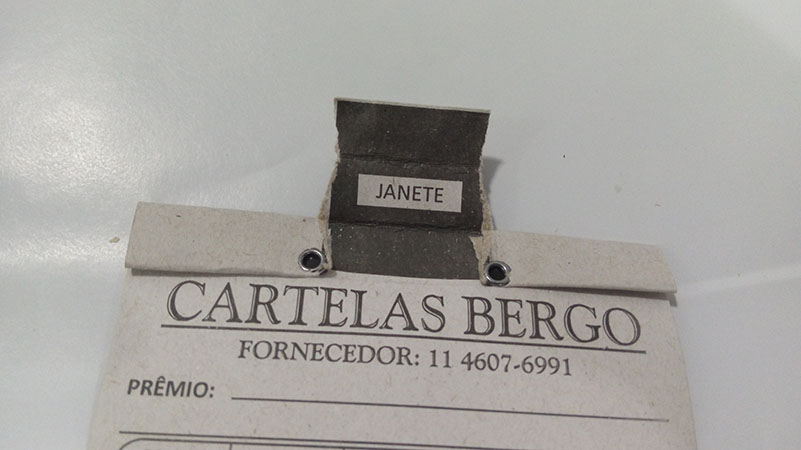 JANETE
CARTELAS BERGO
FORNECEDOR: 11 4607-6991
PRÊMIO: